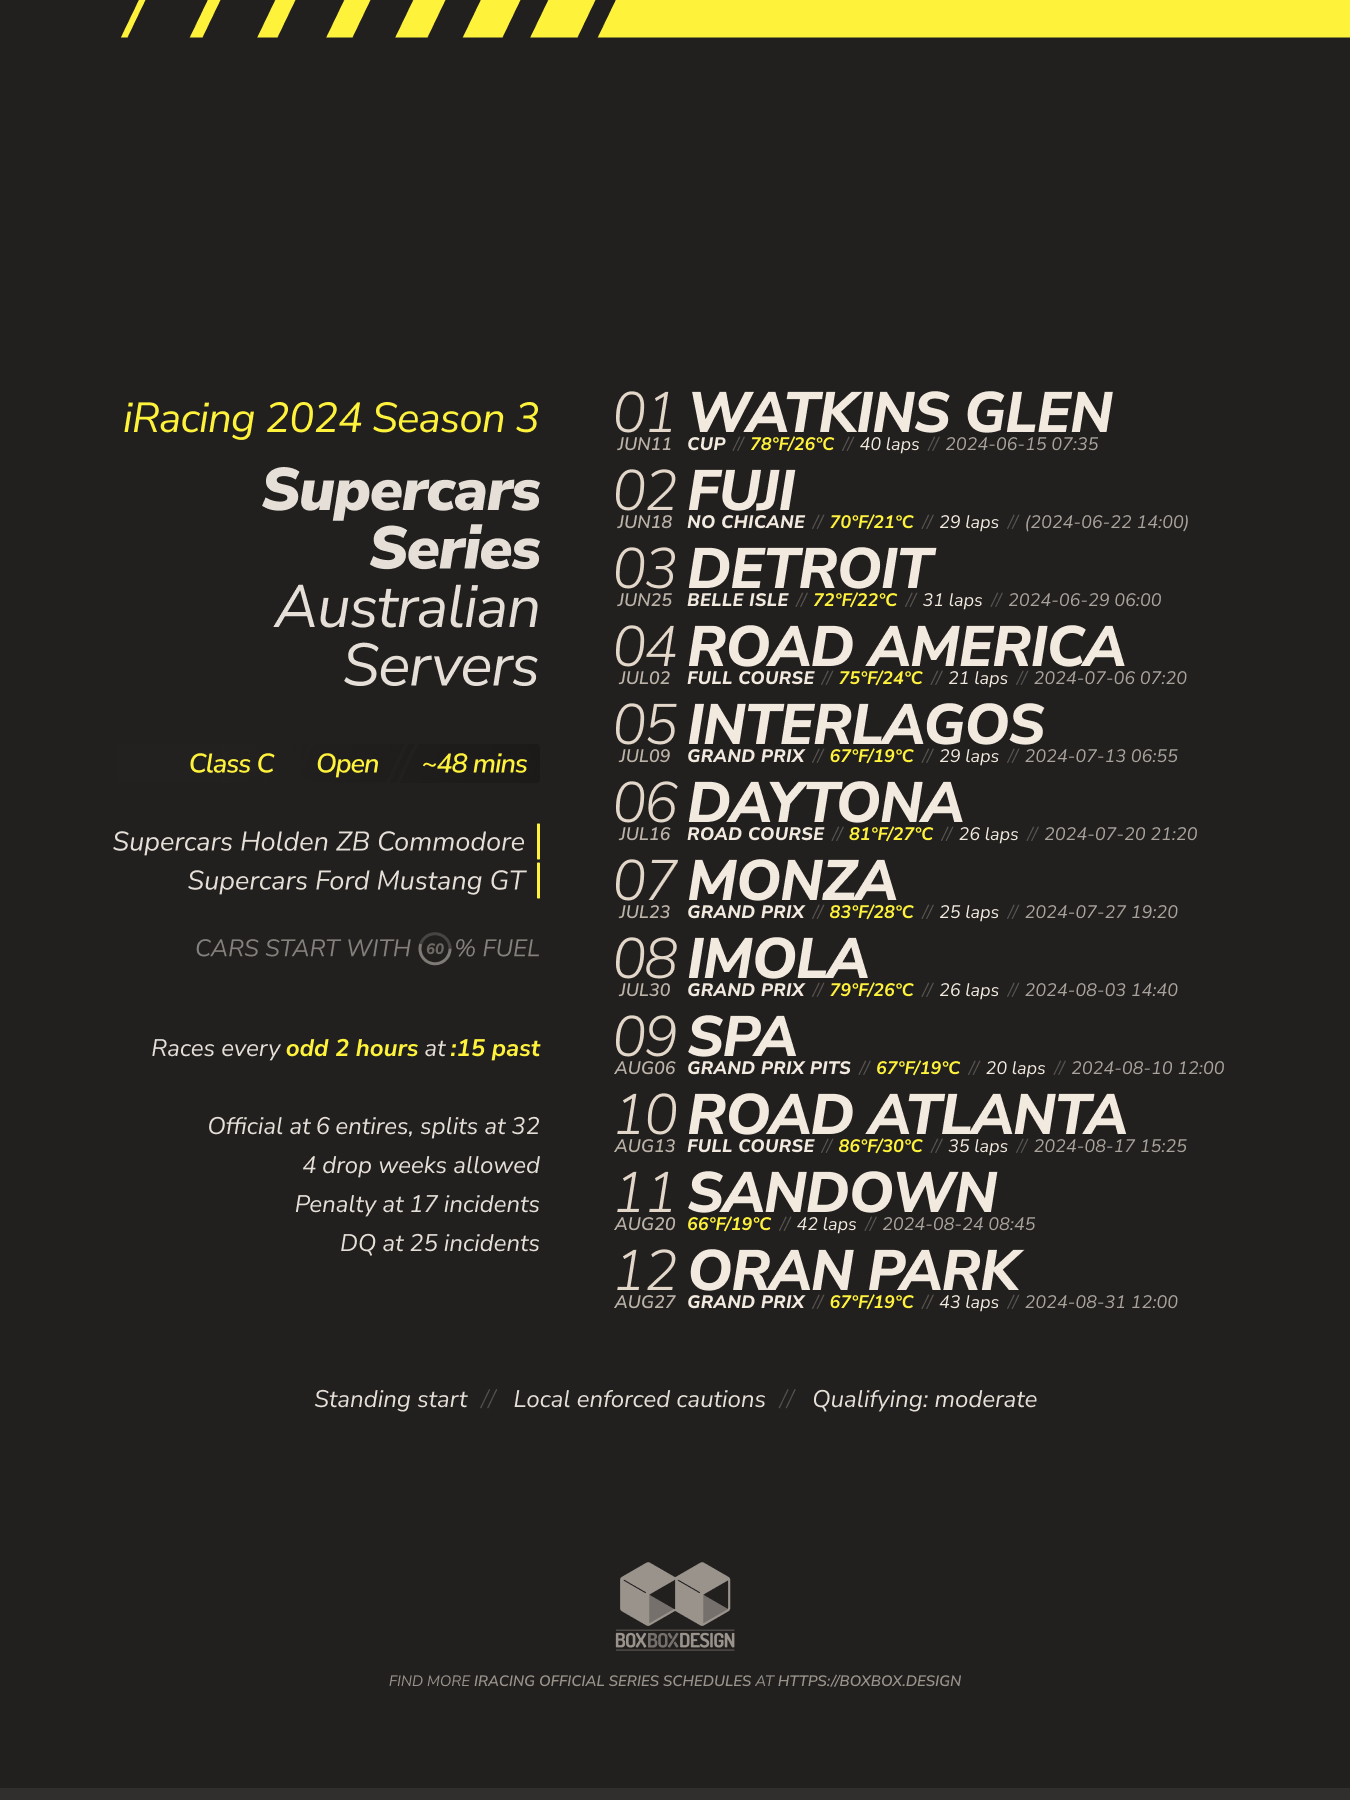 iRacing 2024 Season 3
Supercars
Series
Australian
Servers
Class C Open // ~48 mins
Supercars Holden ZB Commodore
Supercars Ford Mustang GT
CARS START WITH 60 % FUEL
Races every odd 2 hours at :15 past
Official at 6 entires, splits at 32
4 drop weeks allowed
Penalty at 17 incidents
DQ at 25 incidents
01 WATKINS GLEN
JUN11 CUP // 78°F/26°C // 40 laps // 2024-06-15 07:35
02 FUJI
JUN18 NO CHICANE // 70°F/21°C // 29 laps // (2024-06-22 14:00)
03 DETROIT
JUN25 BELLE ISLE // 72°F/22°C // 31 laps // 2024-06-29 06:00
04 ROAD AMERICA
JUL02 FULL COURSE // 75°F/24°C // 21 laps // 2024-07-06 07:20
05 INTERLAGOS
JUL09 GRAND PRIX // 67°F/19°C // 29 laps // 2024-07-13 06:55
06 DAYTONA
JUL16 ROAD COURSE // 81°F/27°C // 26 laps // 2024-07-20 21:20
07 MONZA
JUL23 GRAND PRIX // 83°F/28°C // 25 laps // 2024-07-27 19:20
08 IMOLA
JUL30 GRAND PRIX // 79°F/26°C // 26 laps // 2024-08-03 14:40
09 SPA
AUG06 GRAND PRIX PITS // 67°F/19°C // 20 laps // 2024-08-10 12:00
10 ROAD ATLANTA
AUG13 FULL COURSE // 86°F/30°C // 35 laps // 2024-08-17 15:25
11 SANDOWN
AUG20 66°F/19°C // 42 laps // 2024-08-24 08:45
12 ORAN PARK
AUG27 GRAND PRIX // 67°F/19°C // 43 laps // 2024-08-31 12:00
Standing start // Local enforced cautions // Qualifying: moderate
BOXBOXDESIGN
FIND MORE IRACING OFFICIAL SERIES SCHEDULES AT HTTPS://BOXBOX.DESIGN